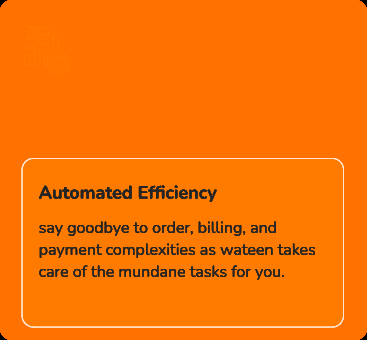 Automated Efficiency
say goodbye to order, billing, and
payment complexities as wateen takes
care of the mundane tasks for you.